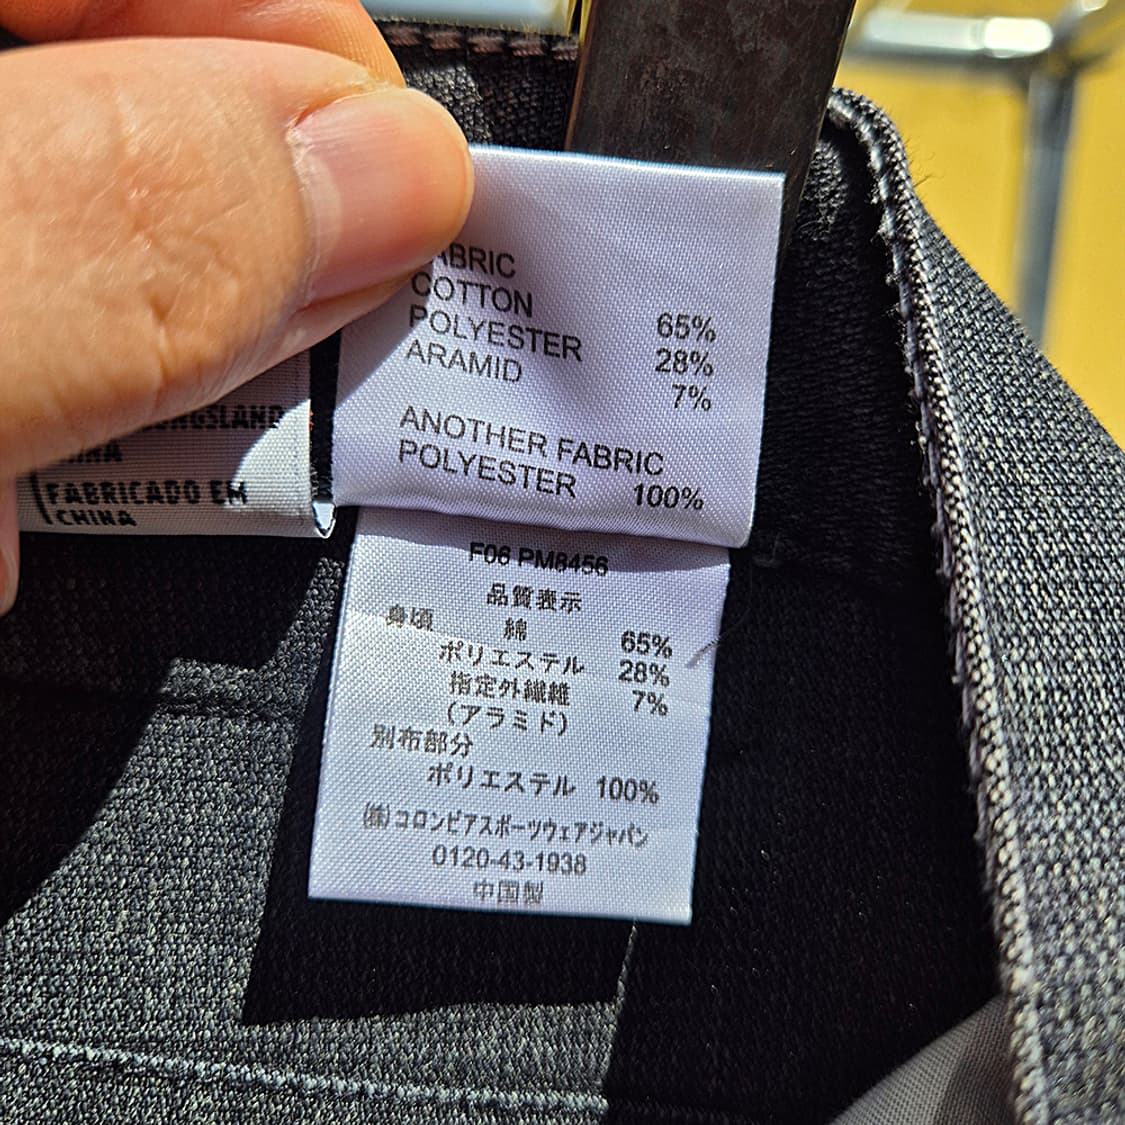 ABRIC
COTTON 65%
POLYESTER 28%
ARAMID 7%
ANOTHER FABRIC
POLYESTER 100%
CHINA
FABRICADO EM
CHINA
F06 PM8456
品質表示
身頃 綿 65%
ポリエステル 28%
指定外繊維 7%
(アラミド)
別布部分
ポリエステル 100%
(株)コロンビアスポーツウェアジャパン
0120-43-1938
中国製